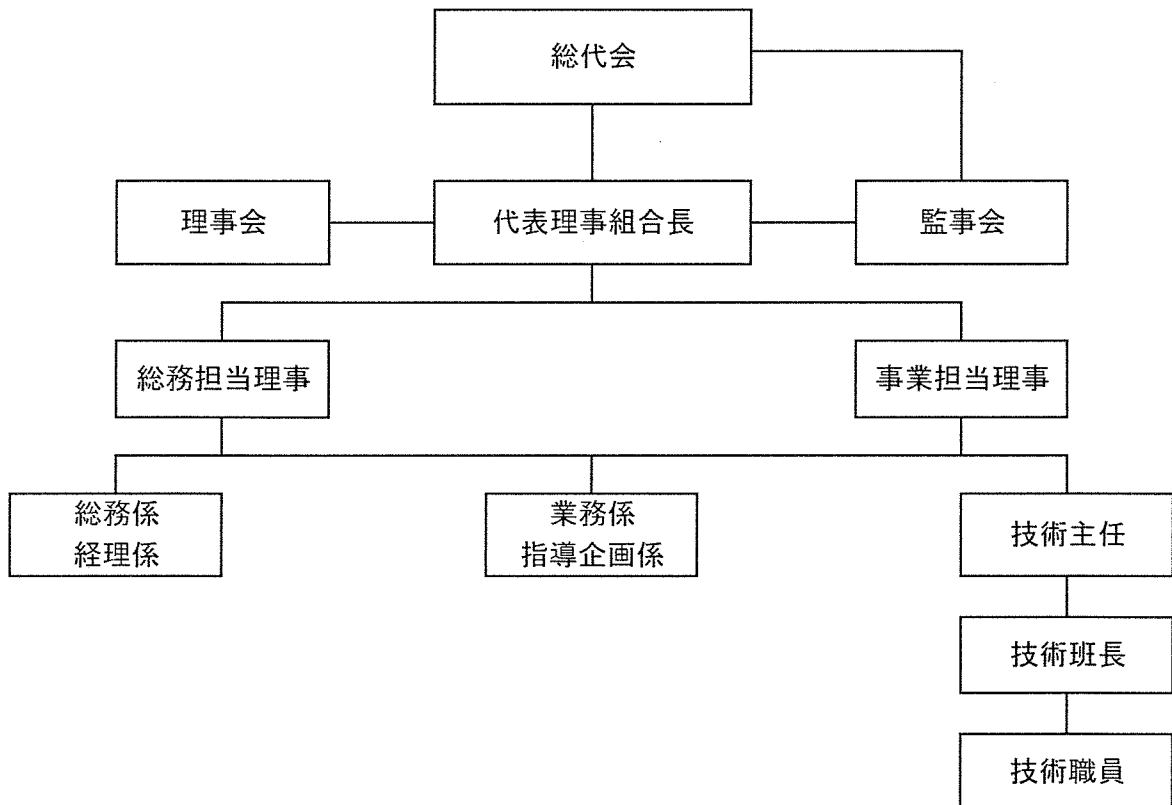 総代会
理事会
代表理事組合長
監事会
総務担当理事
事業担当理事
総務係
経理係
業務係
指導企画係
技術主任
技術班長
技術職員